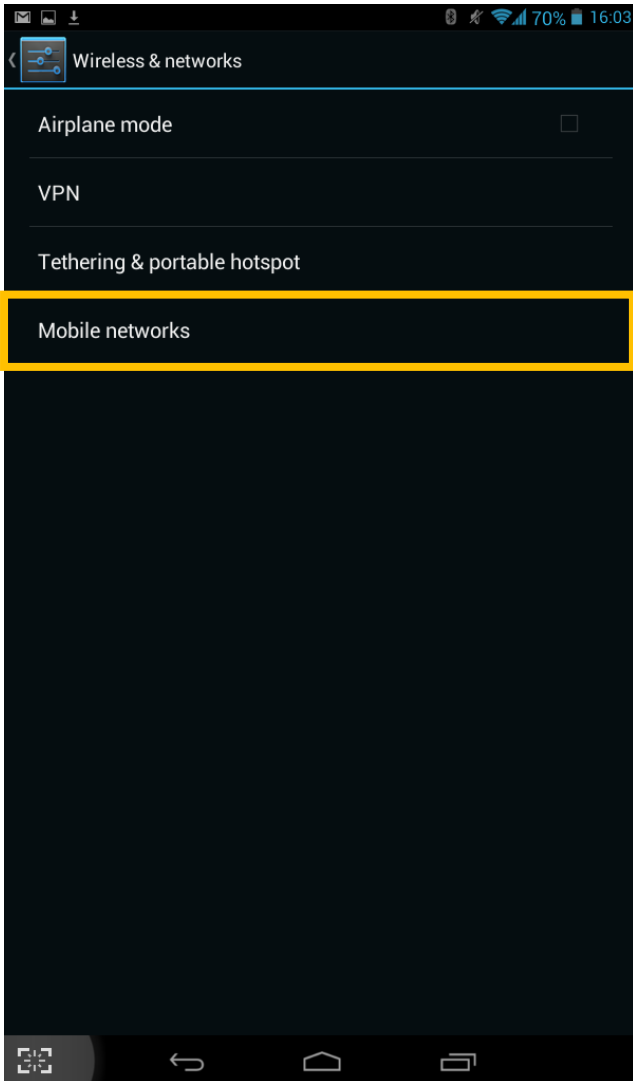 70% 16:03
Wireless & networks
Airplane mode
VPN
Tethering & portable hotspot
Mobile networks